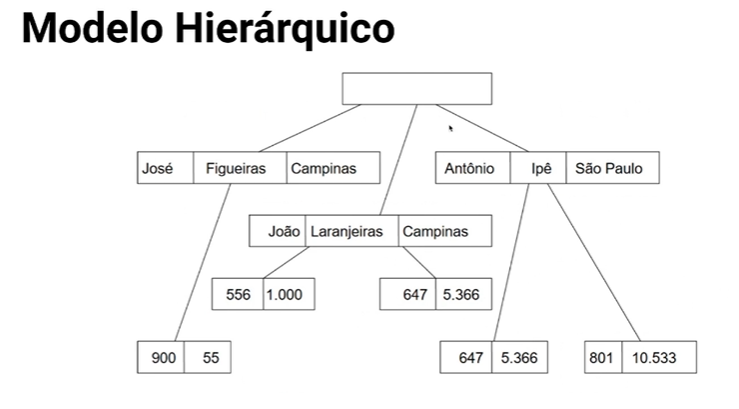 Modelo Hierárquico
José Figueiras Campinas
Antônio Ipê São Paulo
João Laranjeiras Campinas
556 1.000
647 5.366
900 55
647 5.366
801 10.533